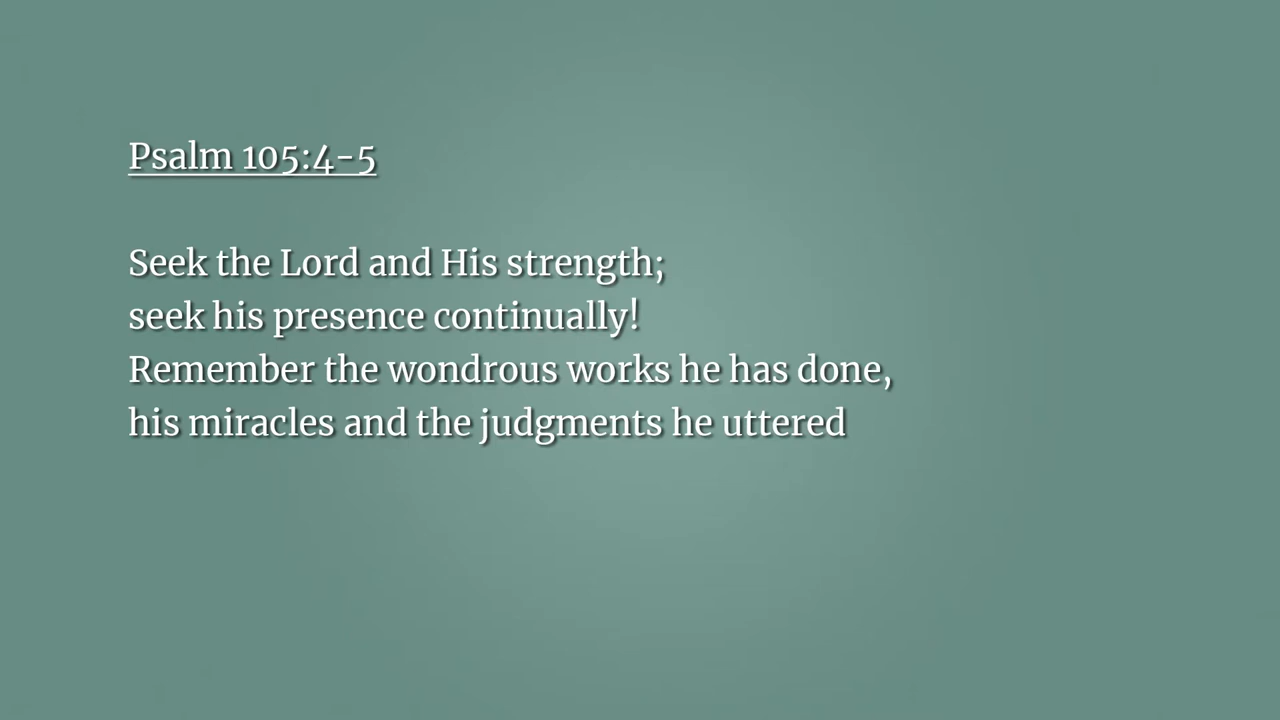 Psalm 105:4-5
Seek the Lord and His strength;
seek his presence continually!
Remember the wondrous works he has done,
his miracles and the judgments he uttered